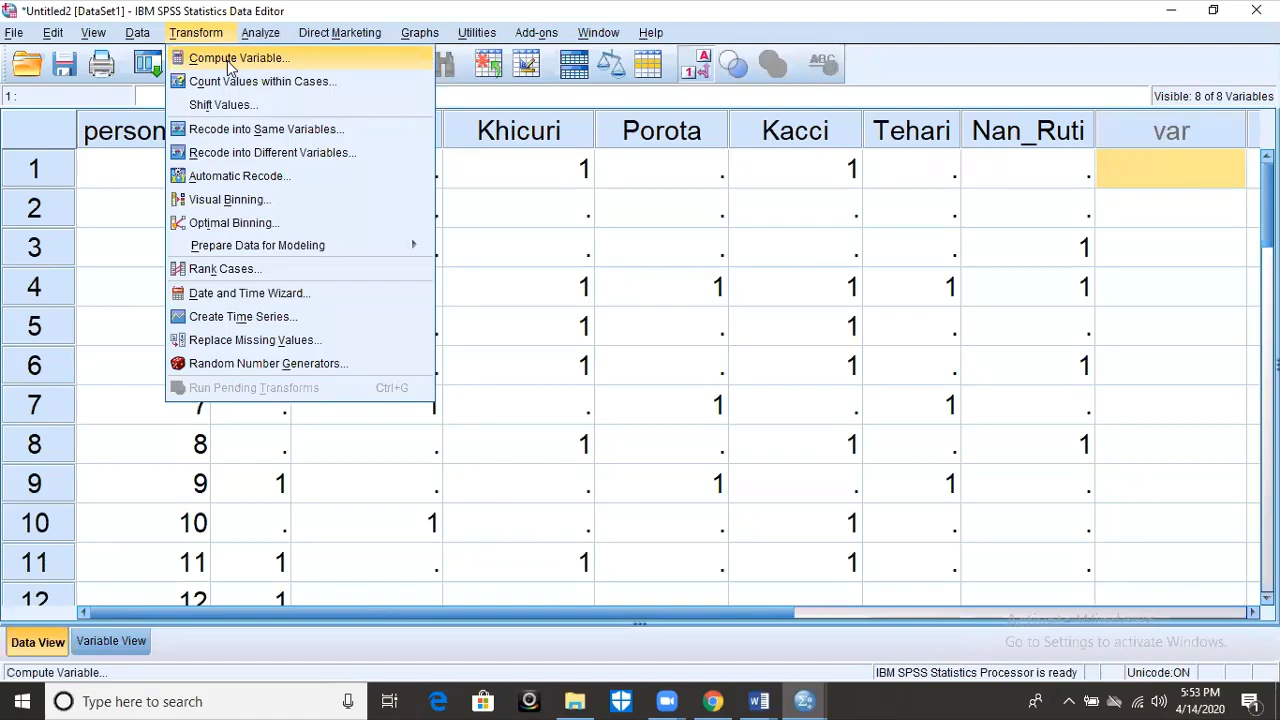 *Untitled2 [DataSet1] - IBM SPSS Statistics Data Editor
File Edit View Data Transform Analyze Direct Marketing Graphs Utilities Add-ons Window Help
1 : Visible: 8 of 8 Variables
Compute Variable...
Count Values within Cases...
Shift Values...
Recode into Same Variables...
Recode into Different Variables...
Automatic Recode...
Visual Binning...
Optimal Binning...
Prepare Data for Modeling
Rank Cases...
Date and Time Wizard...
Create Time Series...
Replace Missing Values...
Random Number Generators...
Run Pending Transforms Ctrl+G
person Khicuri Porota Kacci Tehari Nan_Ruti var
1 . 1 . 1 . .
2 . . . . .
3 . . . . . 1
4 1 1 1 1 1
5 . 1 . 1 . .
6 . 1 . 1 . 1
7 7 . 1 . 1 . 1 .
8 8 . . 1 . 1 . 1
9 9 1 . . 1 . 1 .
10 10 . 1 . . 1 . .
11 11 1 . 1 . 1 . .
12 12 1
Activate Windows
Go to Settings to activate Windows.
Data View Variable View
Compute Variable... IBM SPSS Statistics Processor is ready Unicode:ON
Type here to search
5:53 PM
4/14/2020